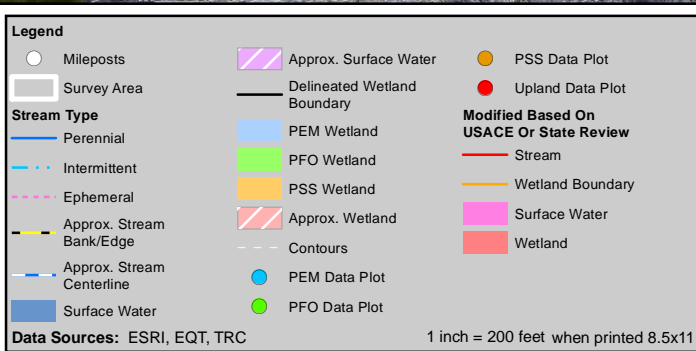 Legend
Mileposts
Survey Area
Stream Type
Perennial
Intermittent
Ephemeral
Approx. Stream
Bank/Edge
Approx. Stream
Centerline
Surface Water
Approx. Surface Water
Delineated Wetland
Boundary
PEM Wetland
PFO Wetland
PSS Wetland
Approx. Wetland
Contours
PEM Data Plot
PFO Data Plot
PSS Data Plot
Upland Data Plot
Modified Based On
USACE Or State Review
Stream
Wetland Boundary
Surface Water
Wetland
Data Sources: ESRI, EQT, TRC
1 inch = 200 feet when printed 8.5x11